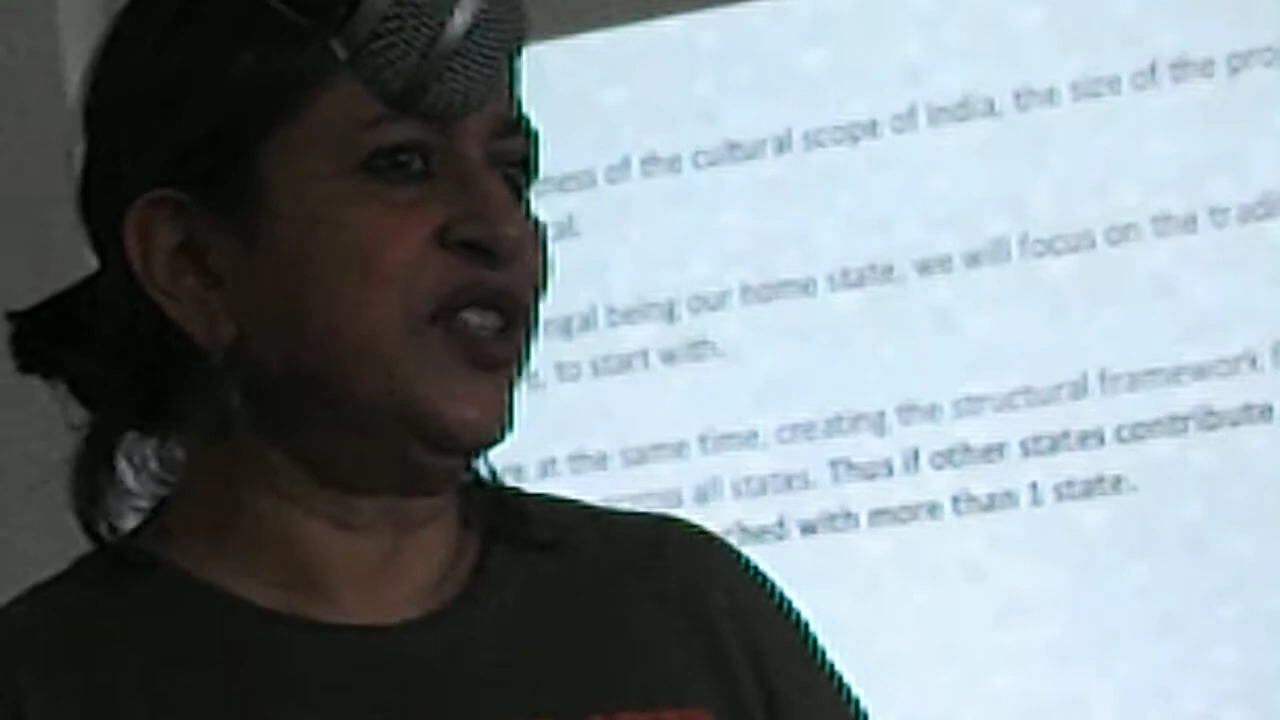 ness of the cultural scope of India, the size of the pro
al.
ngal being our home state, we will focus on the tradi
, to start with.
at the same time, creating the structural framework
all states. Thus if other states contribute
ched with more than 1 state.